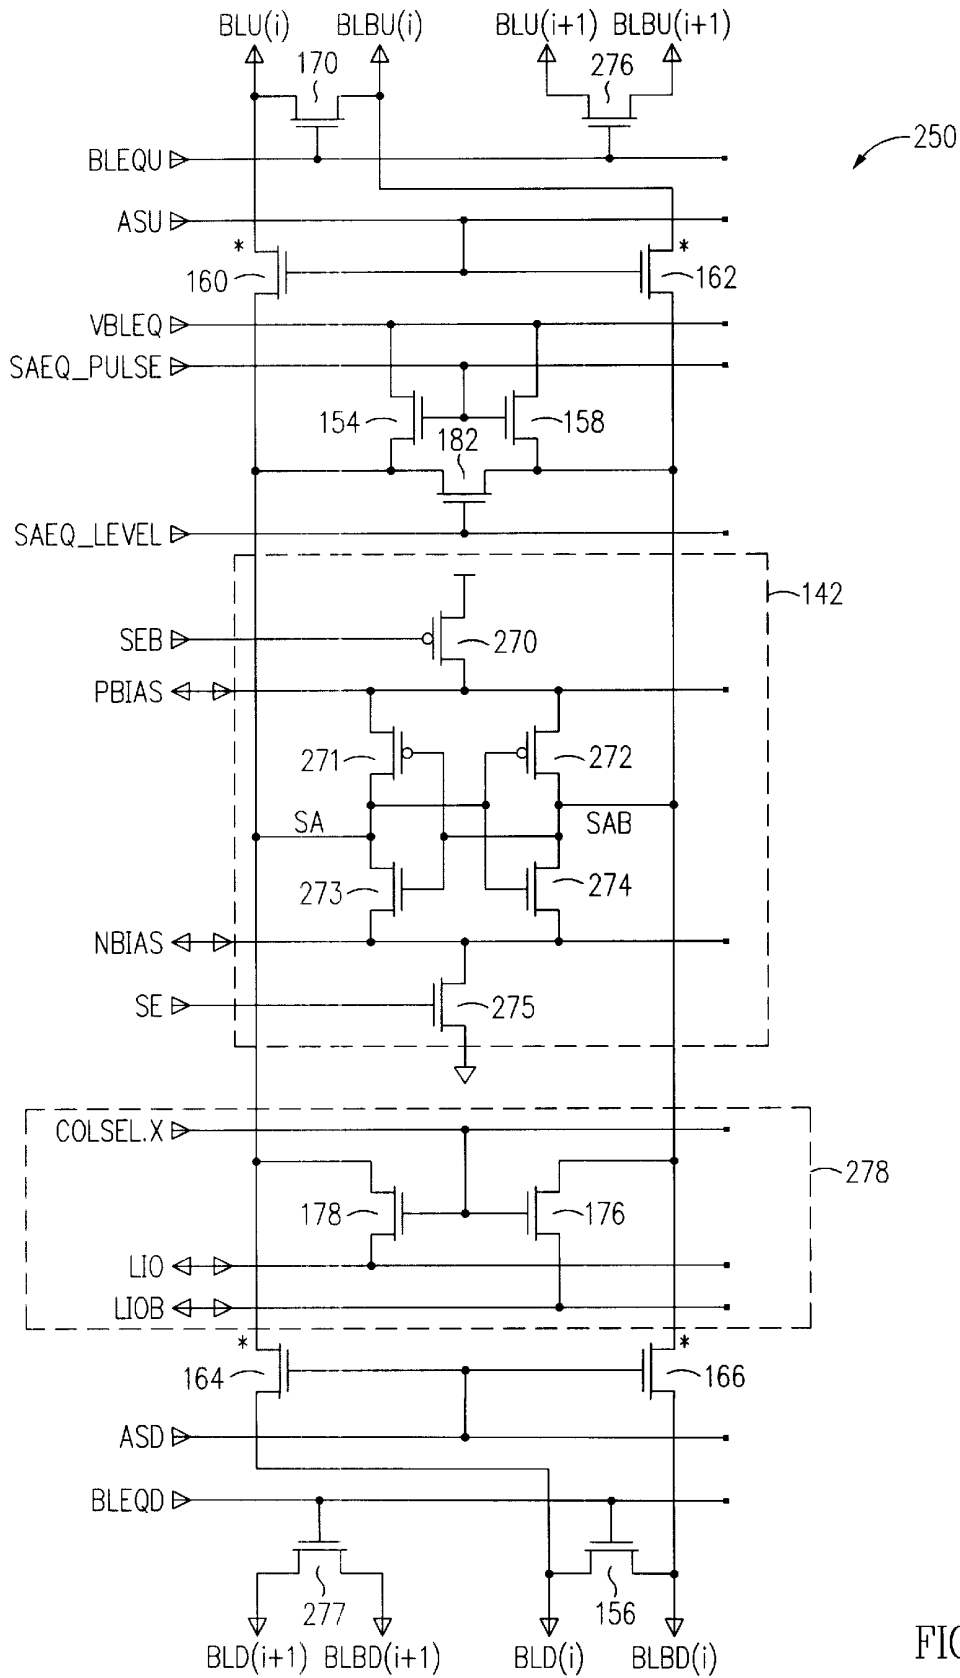 BLU(i) BLBU(i) BLU(i+1) BLBU(i+1)
170 276
250
BLEQU
ASU
* *
160 162
VBLEQ
SAEQ_PULSE
154 158
182
SAEQ_LEVEL
142
SEB 270
PBIAS
271 272
SA SAB
273 274
NBIAS
SE 275
COLSEL.X
278
178 176
LIO
LIOB
* *
164 166
ASD
BLEQD
277 156
BLD(i+1) BLBD(i+1) BLD(i) BLBD(i)